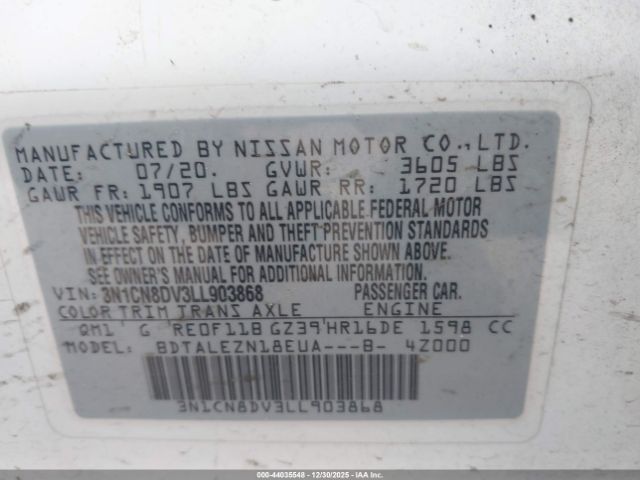 MANUFACTURED BY NISSAN MOTOR CO.,LTD.
DATE: 07/20. GVWR: 3605 LBS
GAWR FR: 1907 LBS GAWR RR: 1720 LBS
THIS VEHICLE CONFORMS TO ALL APPLICABLE FEDERAL MOTOR
VEHICLE SAFETY, BUMPER AND THEFT PREVENTION STANDARDS
IN EFFECT ON THE DATE OF MANUFACTURE SHOWN ABOVE.
SEE OWNER'S MANUAL FOR ADDITIONAL INFORMATION.
VIN: 3N1CN8DV3LL903868 PASSENGER CAR.
COLOR TRIM TRANS AXLE ENGINE
QM1 G RE0F11B GZ39 HR16DE 1598 CC
MODEL: BDTALEZN18EUA---B- 4Z000
3N1CN8DV3LL903868
000-44035548 - 12/30/2025 - IAAI.COM